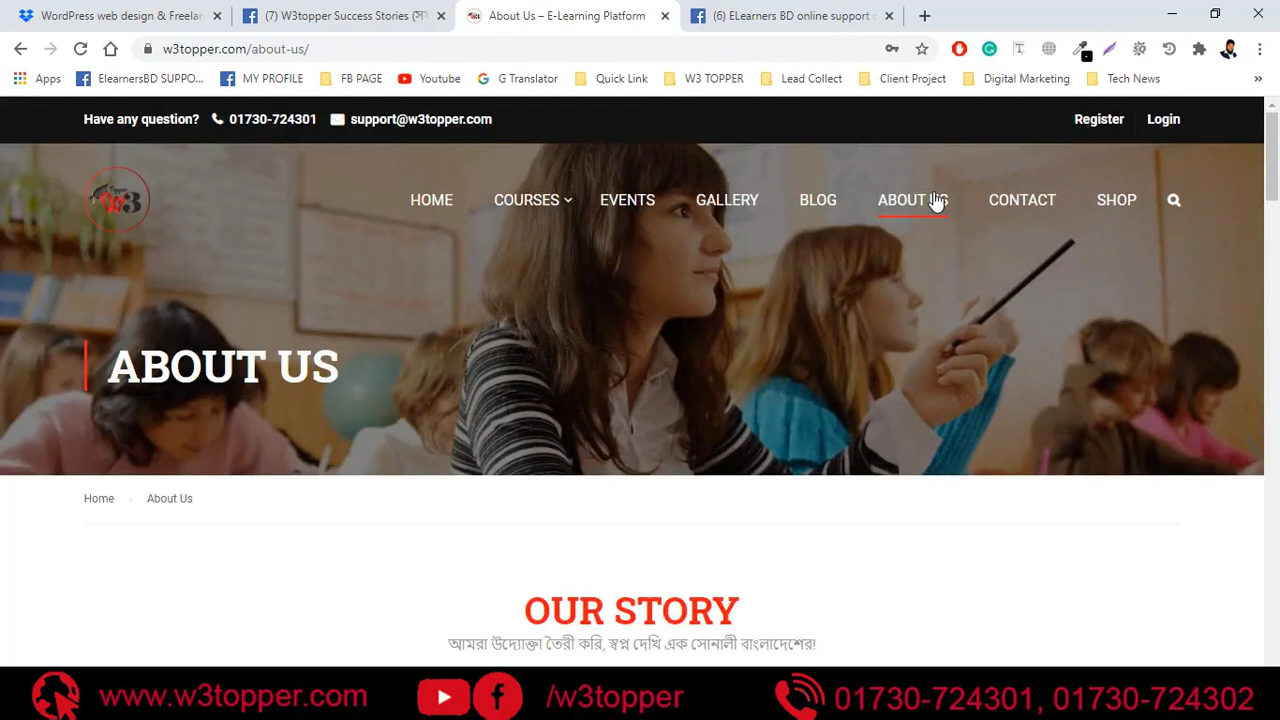 WordPress web design & Freelan
(7) W3topper Success Stories (সফ
About Us – E-Learning Platform
(6) ELearners BD online support c
w3topper.com/about-us/
Apps
ElearnersBD SUPPO...
MY PROFILE
FB PAGE
Youtube
G Translator
Quick Link
W3 TOPPER
Lead Collect
Client Project
Digital Marketing
Tech News
Have any question?
01730-724301
support@w3topper.com
Register
Login
Topper
W3
HOME
COURSES
EVENTS
GALLERY
BLOG
ABOUT US
CONTACT
SHOP
ABOUT US
Home
About Us
OUR STORY
আমরা উদ্যোক্তা তৈরী করি, স্বপ্ন দেখি এক সোনালী বাংলাদেশের!
www.w3topper.com
/w3topper
01730-724301, 01730-724302